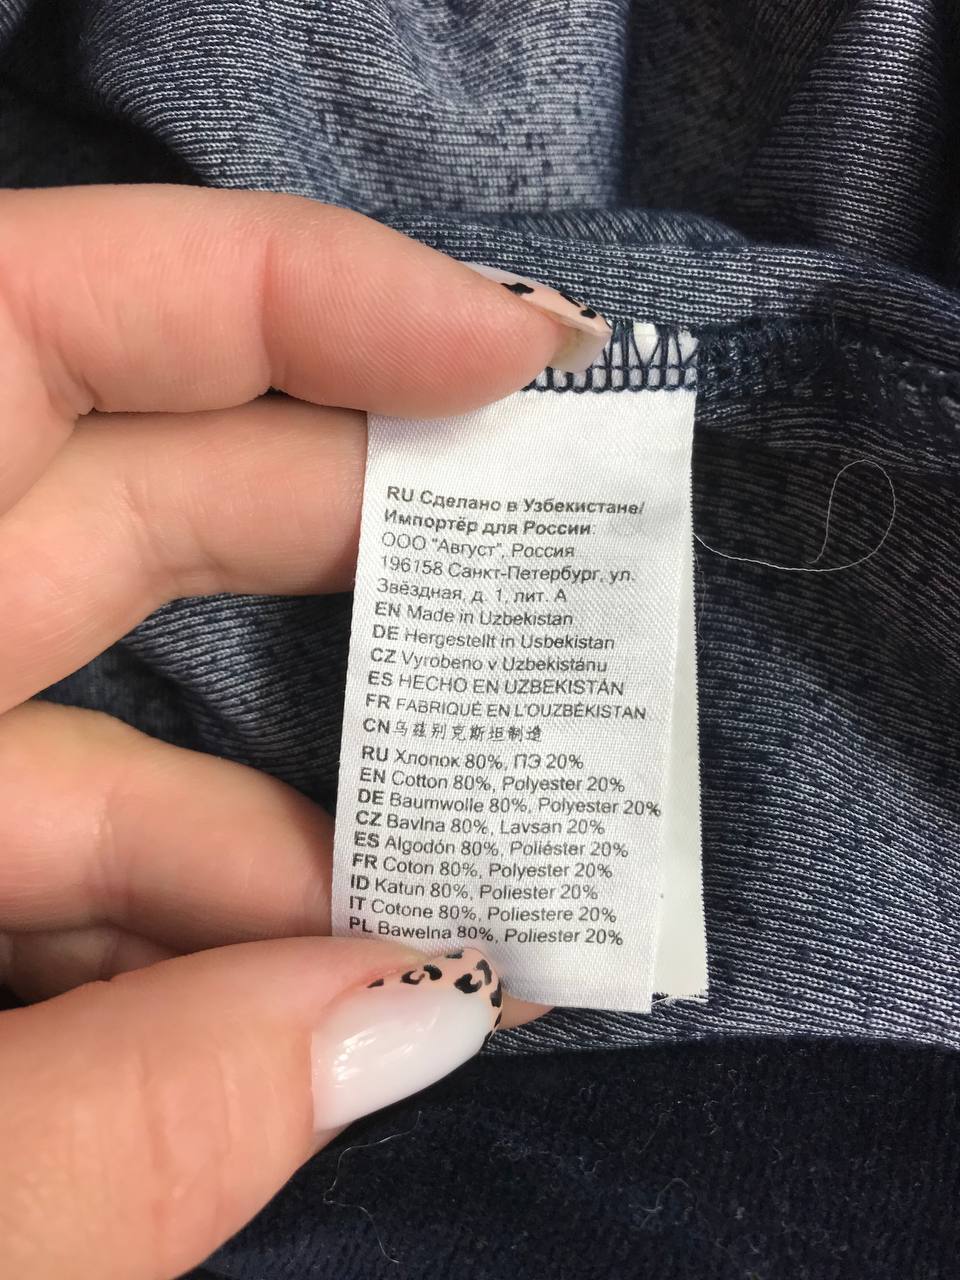 RU Сделано в Узбекистане/
Импортёр для России:
ООО "Август", Россия
196158 Санкт-Петербург, ул.
Звёздная, д. 1, лит. А
EN Made in Uzbekistan
DE Hergestellt in Usbekistan
CZ Vyrobeno v Uzbekistánu
ES HECHO EN UZBEKISTÁN
FR FABRIQUÉ EN L'OUZBÉKISTAN
CN 乌兹别克斯坦制造
RU Хлопок 80%, ПЭ 20%
EN Cotton 80%, Polyester 20%
DE Baumwolle 80%, Polyester 20%
CZ Bavlna 80%, Lavsan 20%
ES Algodón 80%, Poliéster 20%
FR Coton 80%, Polyester 20%
ID Katun 80%, Poliester 20%
IT Cotone 80%, Poliestere 20%
PL Bawełna 80%, Poliester 20%